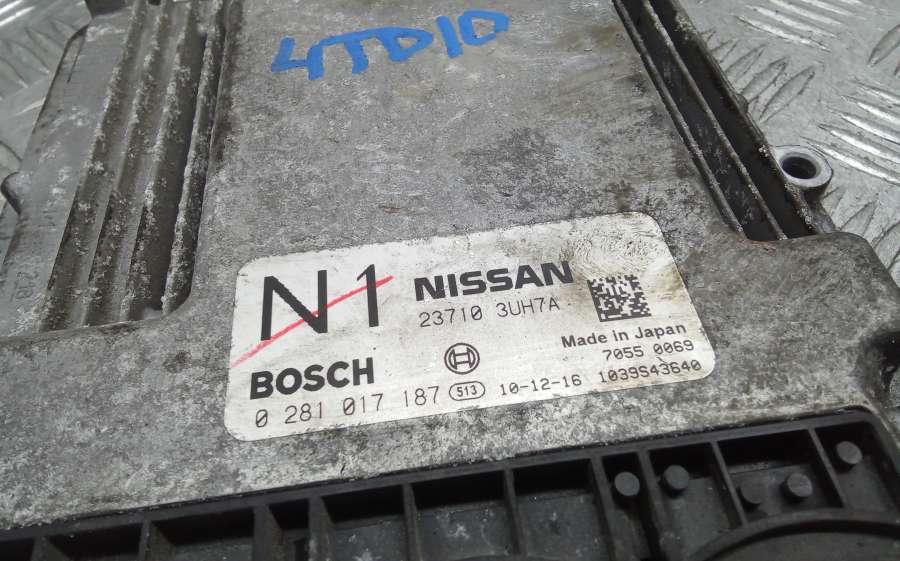 4TD10
N1
NISSAN
23710 3UH7A
Made in Japan
7055 0069
BOSCH
0 281 017 187 513 10-12-16 1039S43640